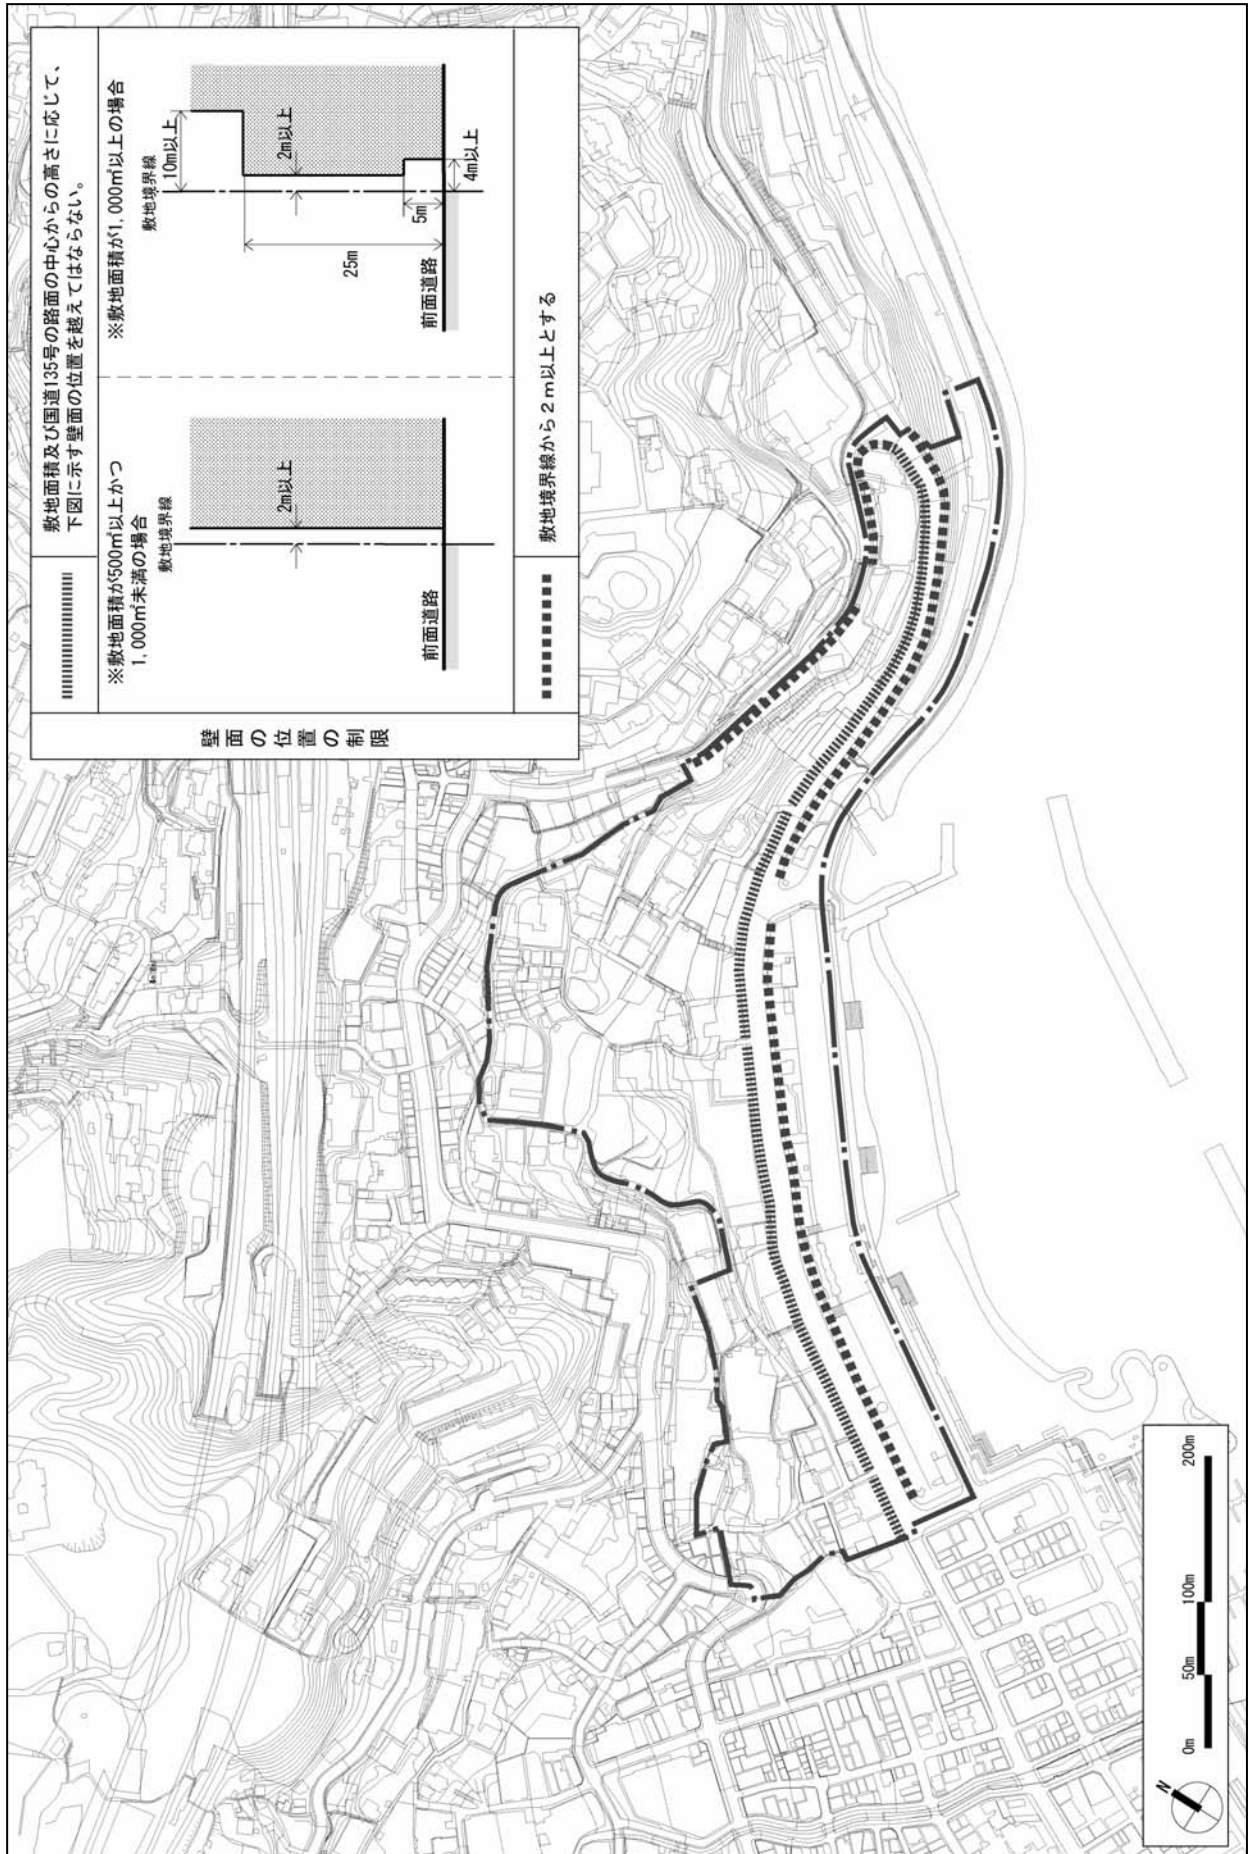 壁面の位置の制限
敷地面積及び国道135号の路面の中心からの高さに応じて、
下図に示す壁面の位置を越えてはならない。
※敷地面積が500㎡以上かつ
1,000㎡未満の場合
敷地境界線
2m以上
前面道路
※敷地面積が1,000㎡以上の場合
敷地境界線
10m以上
2m以上
25m
5m
4m以上
前面道路
敷地境界線から2m以上とする
N
0m 50m 100m 200m